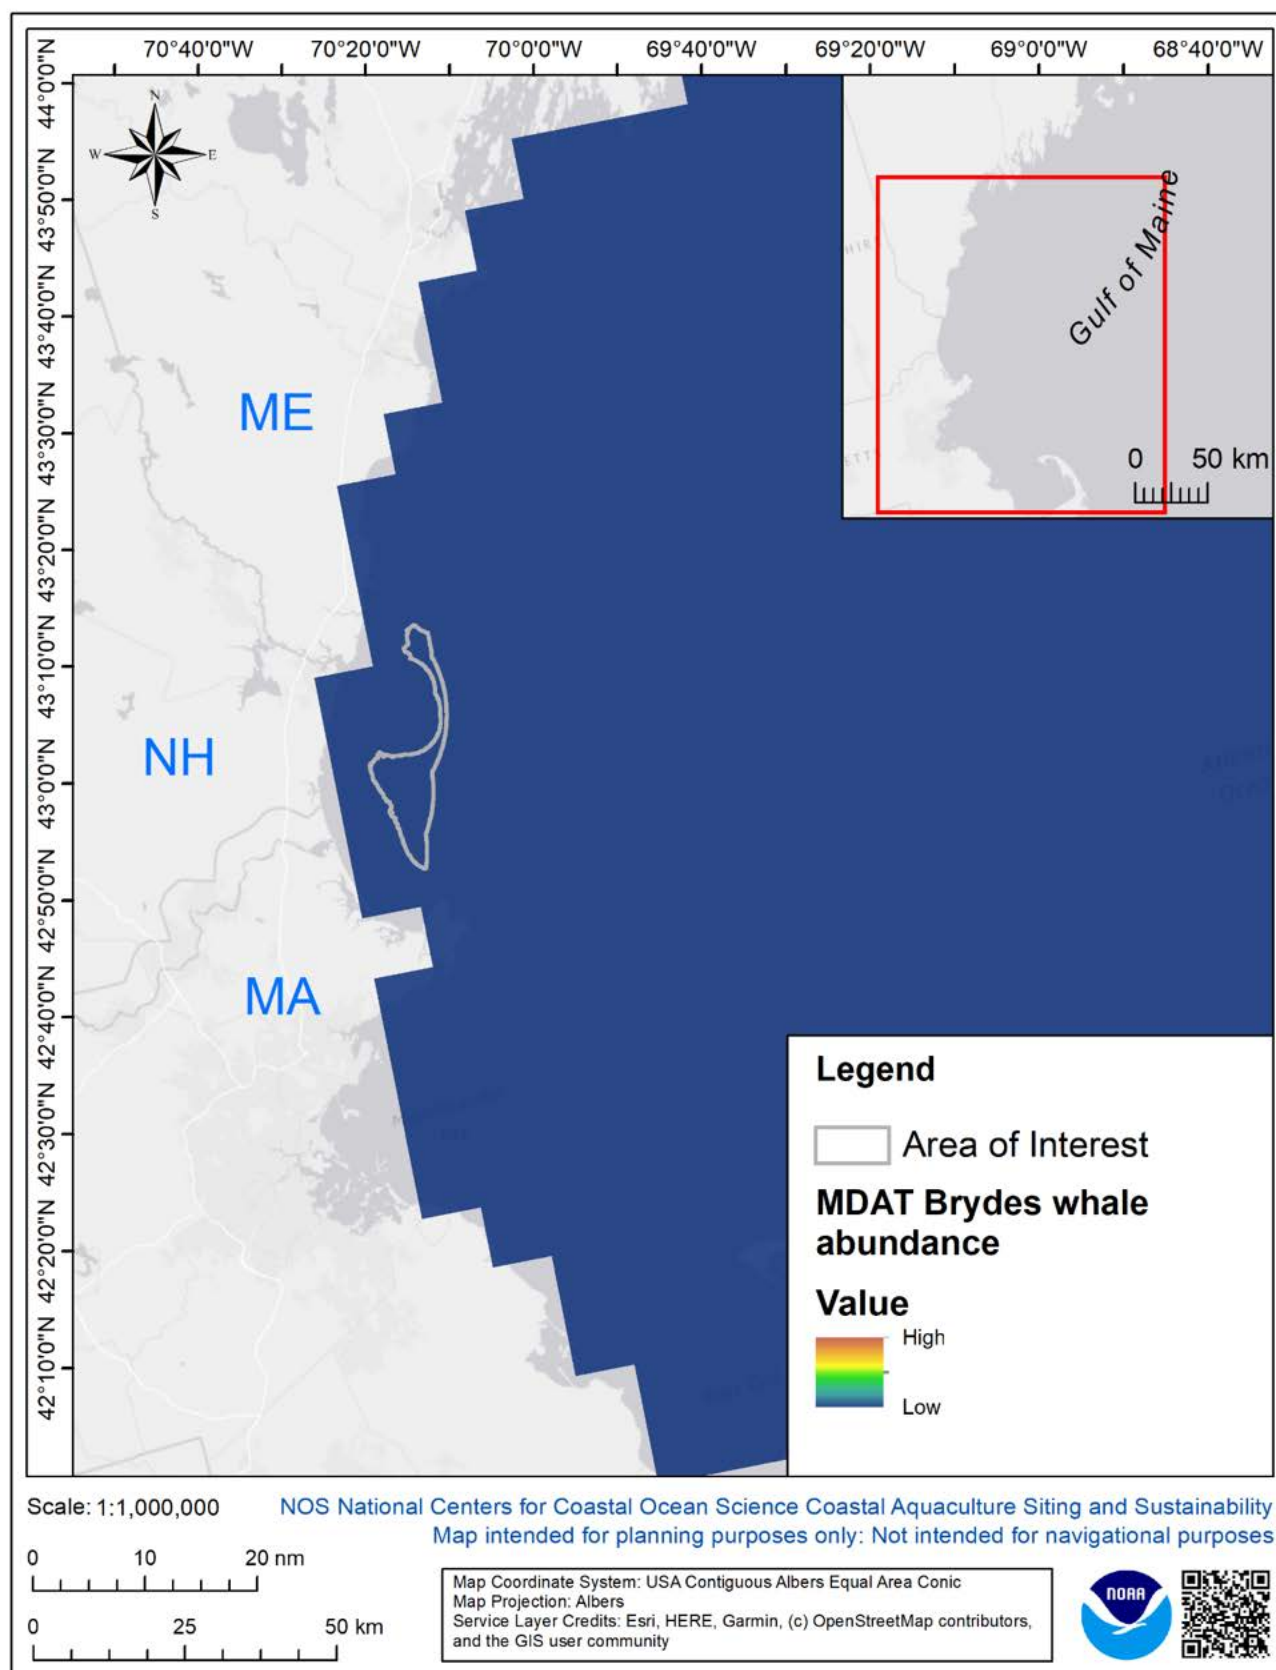 70°40'0"W 70°20'0"W 70°0'0"W 69°40'0"W 69°20'0"W 69°0'0"W 68°40'0"W
44°0'0"N
43°50'0"N
43°40'0"N
43°30'0"N
43°20'0"N
43°10'0"N
43°0'0"N
42°50'0"N
42°40'0"N
42°30'0"N
42°20'0"N
42°10'0"N
N
W E
S
Gulf of Maine
0 50 km
ME
NH
MA
Legend
Area of Interest
MDAT Brydes whale
abundance
Value
High
Low
Scale: 1:1,000,000
NOS National Centers for Coastal Ocean Science Coastal Aquaculture Siting and Sustainability
Map intended for planning purposes only: Not intended for navigational purposes
0 10 20 nm
0 25 50 km
Map Coordinate System: USA Contiguous Albers Equal Area Conic
Map Projection: Albers
Service Layer Credits: Esri, HERE, Garmin, (c) OpenStreetMap contributors,
and the GIS user community
NOAA